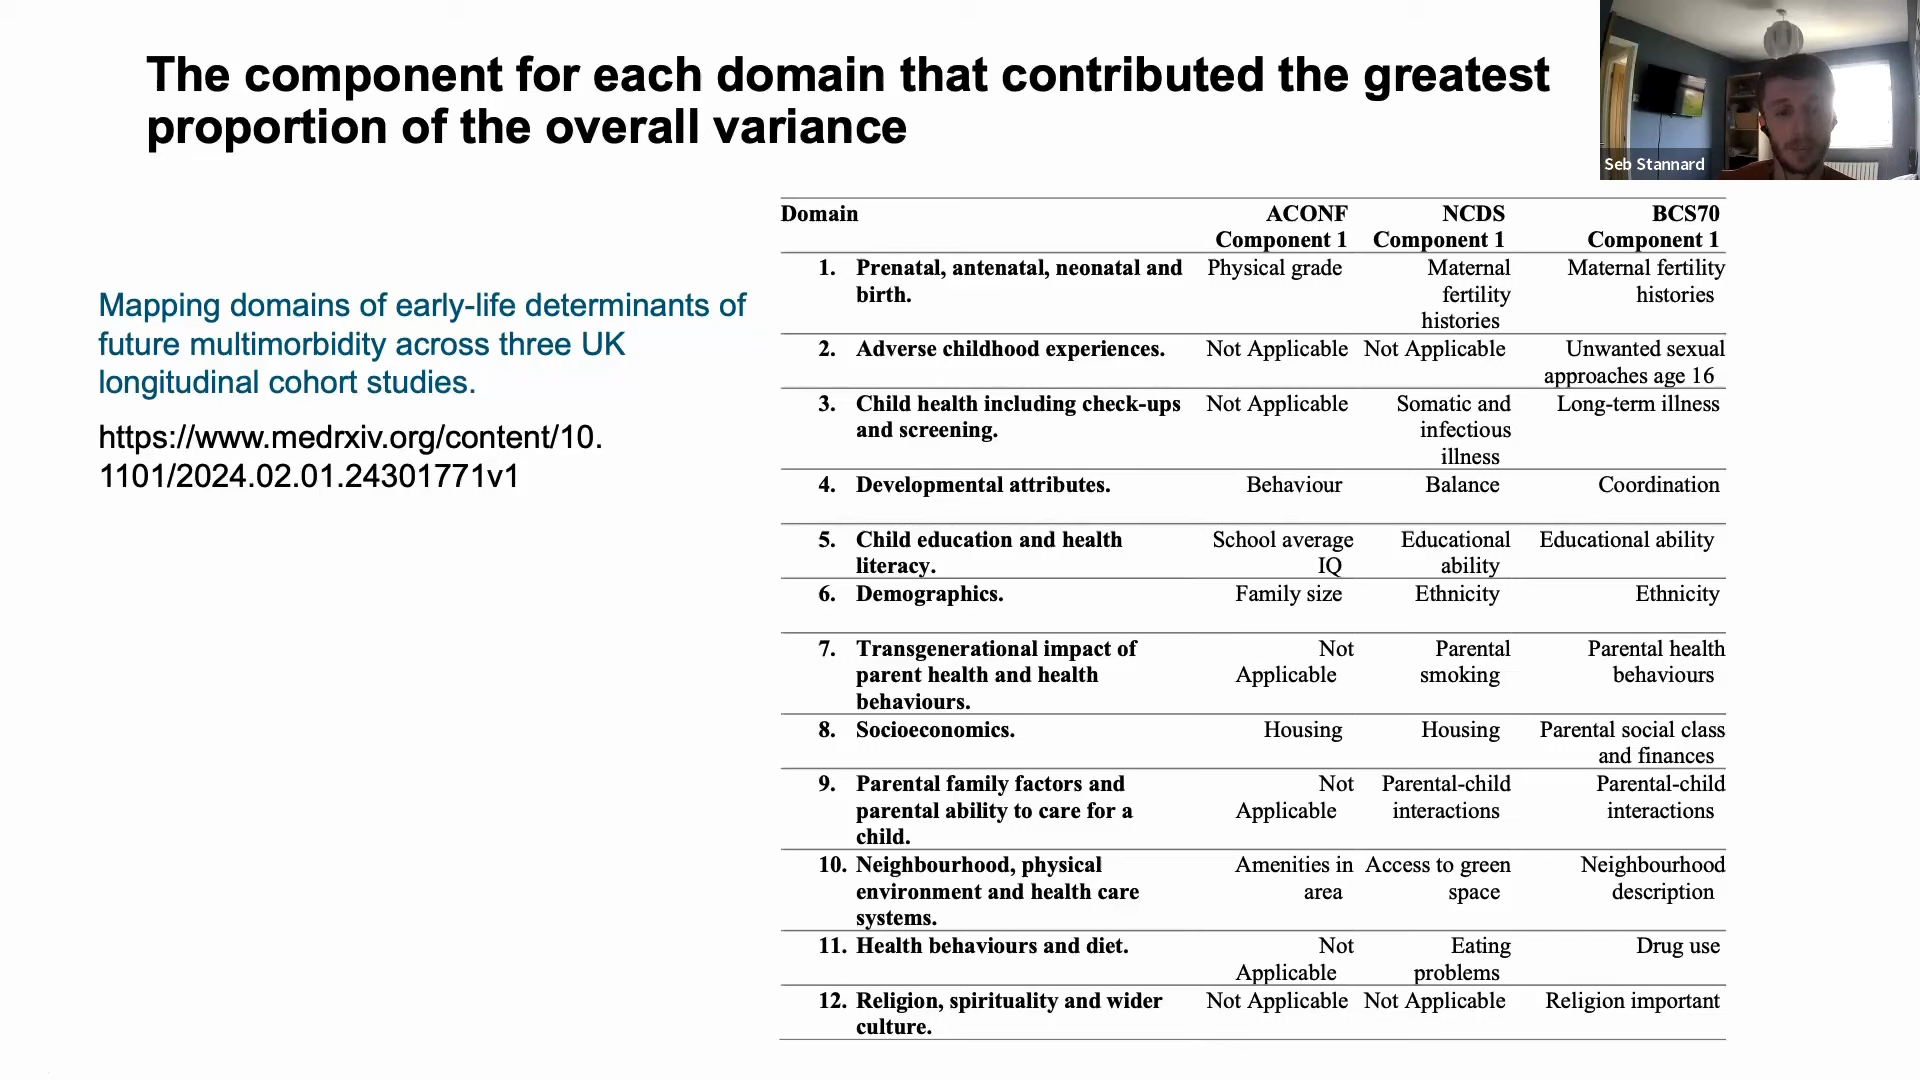 The component for each domain that contributed the greatest
proportion of the overall variance
Seb Stannard
Mapping domains of early-life determinants of
future multimorbidity across three UK
longitudinal cohort studies.
https://www.medrxiv.org/content/10.
1101/2024.02.01.24301771v1
Domain ACONF NCDS BCS70
Component 1 Component 1 Component 1
1. Prenatal, antenatal, neonatal and Physical grade Maternal Maternal fertility
birth. fertility histories
histories
2. Adverse childhood experiences. Not Applicable Not Applicable Unwanted sexual
approaches age 16
3. Child health including check-ups Not Applicable Somatic and Long-term illness
and screening. infectious
illness
4. Developmental attributes. Behaviour Balance Coordination
5. Child education and health School average Educational Educational ability
literacy. IQ ability
6. Demographics. Family size Ethnicity Ethnicity
7. Transgenerational impact of Not Parental Parental health
parent health and health Applicable smoking behaviours
behaviours.
8. Socioeconomics. Housing Housing Parental social class
and finances
9. Parental family factors and Not Parental-child Parental-child
parental ability to care for a Applicable interactions interactions
child.
10. Neighbourhood, physical Amenities in Access to green Neighbourhood
environment and health care area space description
systems.
11. Health behaviours and diet. Not Eating Drug use
Applicable problems
12. Religion, spirituality and wider Not Applicable Not Applicable Religion important
culture.